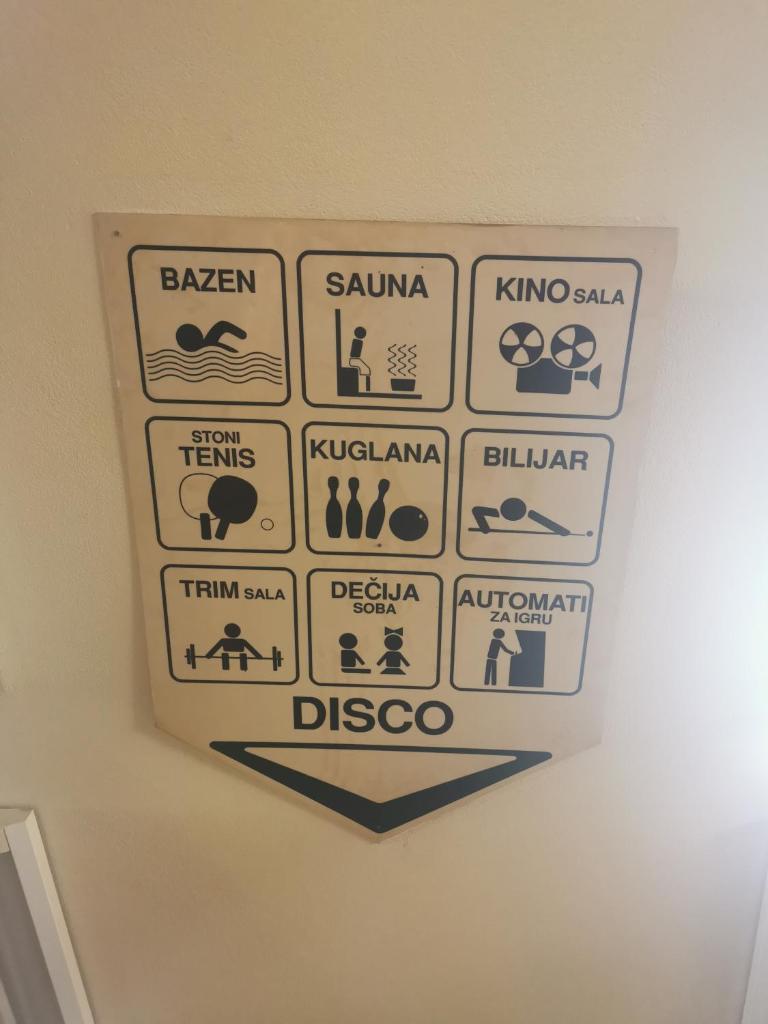 BAZEN
SAUNA
KINO SALA
STONI
TENIS
KUGLANA
BILIJAR
TRIM SALA
DEČIJA
SOBA
AUTOMATI
ZA IGRU
DISCO